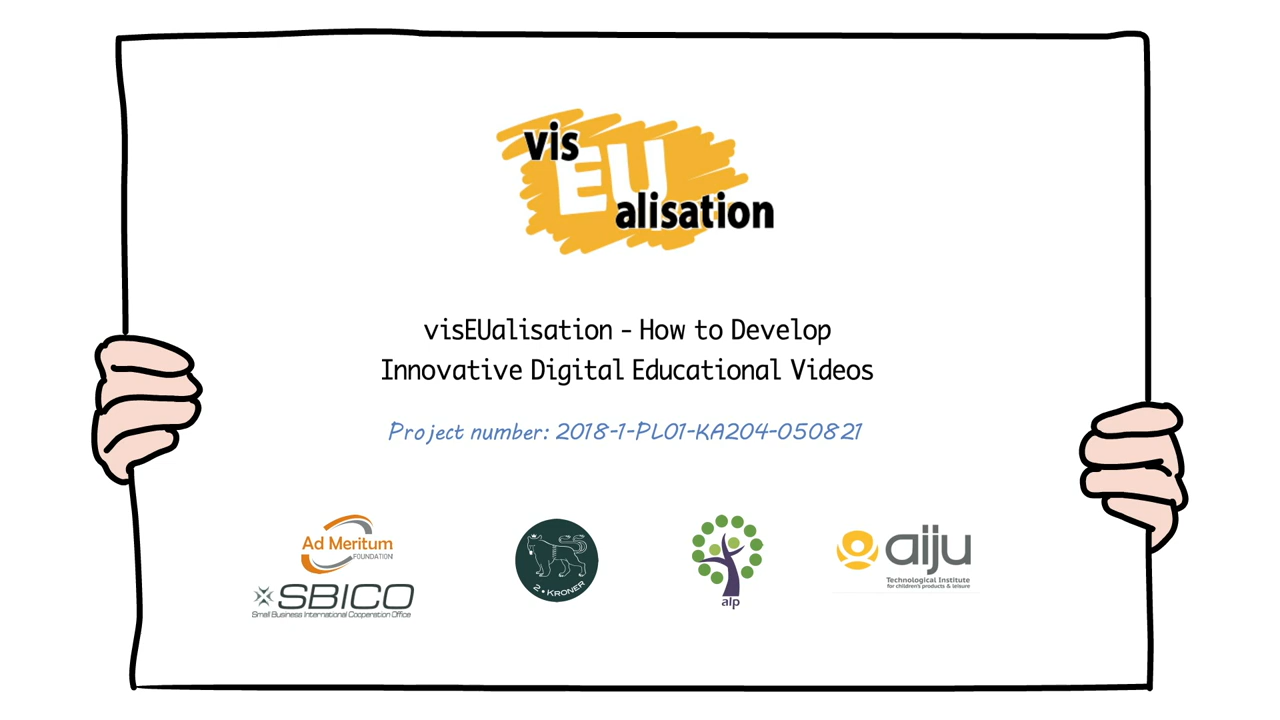 vis
EU
alisation
visEUalisation - How to Develop
Innovative Digital Educational Videos
Project number: 2018-1-PL01-KA204-050821
Ad Meritum
FOUNDATION
SBICO
Small Business International Cooperation Office
2 • KRONER
alp
aiju
Technological Institute
for children's products & leisure